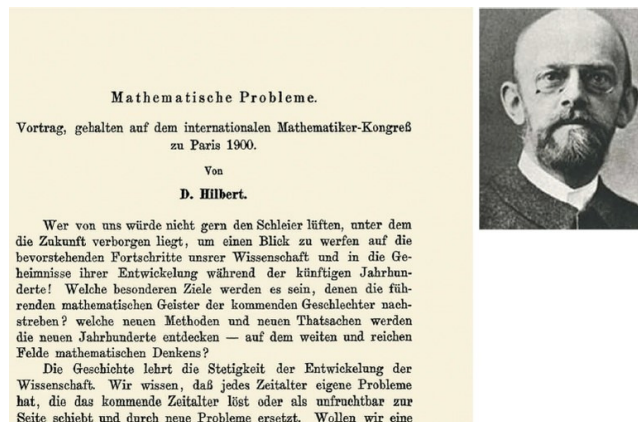 Mathematische Probleme.
Vortrag, gehalten auf dem internationalen Mathematiker-Kongreß
zu Paris 1900.
Von
D. Hilbert.
Wer von uns würde nicht gern den Schleier lüften, unter dem
die Zukunft verborgen liegt, um einen Blick zu werfen auf die
bevorstehenden Fortschritte unsrer Wissenschaft und in die Ge-
heimnisse ihrer Entwickelung während der künftigen Jahrhun-
derte! Welche besonderen Ziele werden es sein, denen die füh-
renden mathematischen Geister der kommenden Geschlechter nach-
streben? welche neuen Methoden und neuen Thatsachen werden
die neuen Jahrhunderte entdecken — auf dem weiten und reichen
Felde mathematischen Denkens?
Die Geschichte lehrt die Stetigkeit der Entwickelung der
Wissenschaft. Wir wissen, daß jedes Zeitalter eigene Probleme
hat, die das kommende Zeitalter löst oder als unfruchtbar zur
Seite schiebt und durch neue Probleme ersetzt. Wollen wir eine